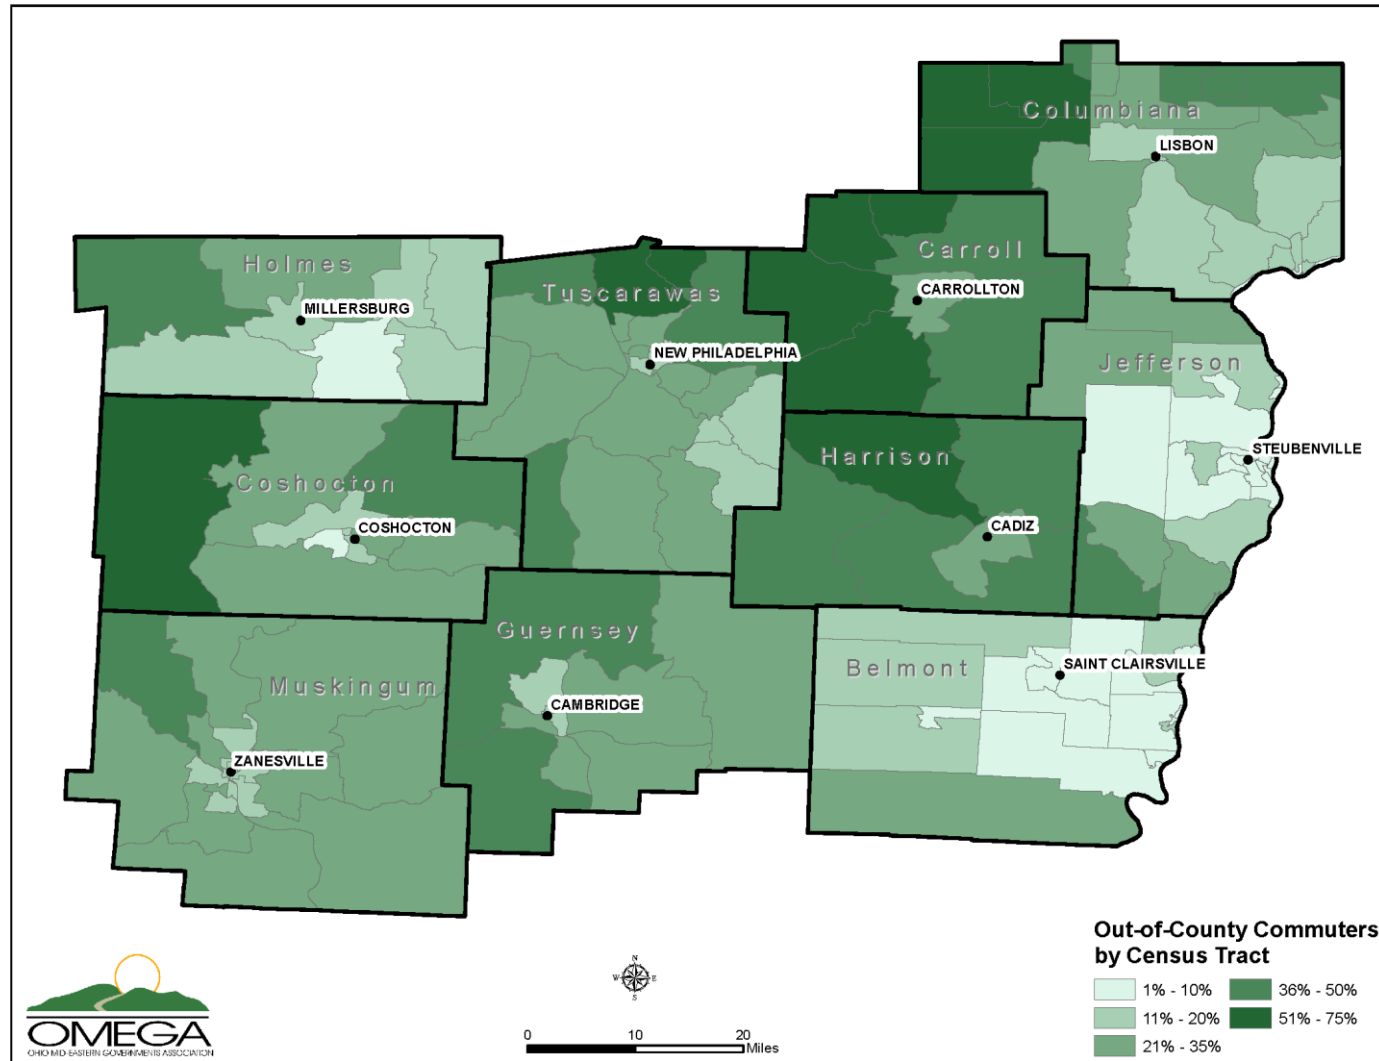 Columbiana
LISBON
Holmes
MILLERSBURG
Tuscarawas
NEW PHILADELPHIA
Carroll
CARROLLTON
Jefferson
STEUBENVILLE
Coshocton
COSHOCTON
Harrison
CADIZ
Guernsey
CAMBRIDGE
Belmont
SAINT CLAIRSVILLE
Muskingum
ZANESVILLE
Out-of-County Commuters
by Census Tract
1% - 10%
11% - 20%
21% - 35%
36% - 50%
51% - 75%
OMEGA
OHIO MID-EASTERN GOVERNMENTS ASSOCIATION
N
W E
S
0 10 20
Miles